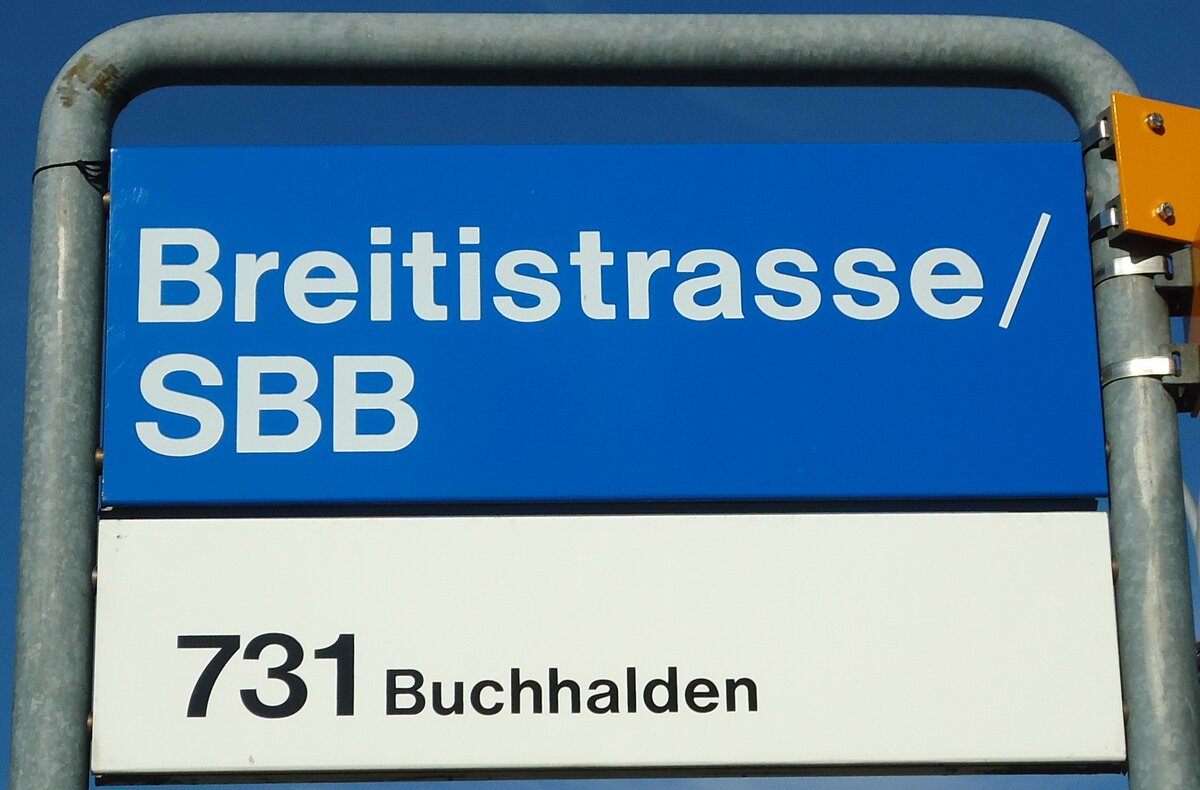 Breitistrasse/
SBB
731 Buchhalden